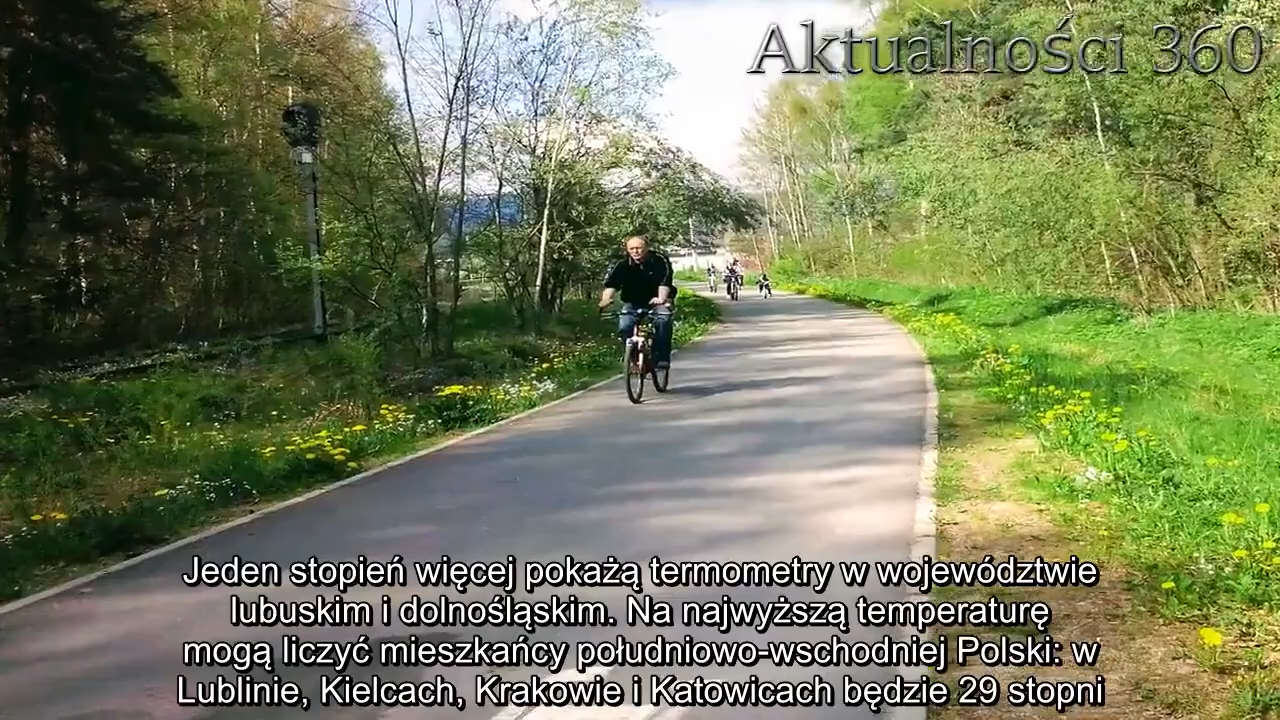 Aktualności 360
Jeden stopień więcej pokażą termometry w województwie
lubuskim i dolnośląskim. Na najwyższą temperaturę
mogą liczyć mieszkańcy południowo-wschodniej Polski: w
Lublinie, Kielcach, Krakowie i Katowicach będzie 29 stopni